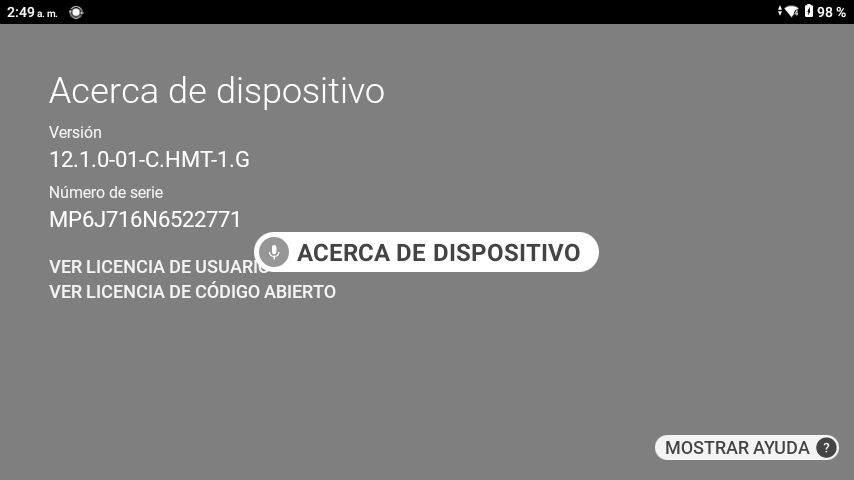 2:49 a. m.
98 %
Acerca de dispositivo
Versión
12.1.0-01-C.HMT-1.G
Número de serie
MP6J716N6522771
ACERCA DE DISPOSITIVO
VER LICENCIA DE USUARIO
VER LICENCIA DE CÓDIGO ABIERTO
MOSTRAR AYUDA ?